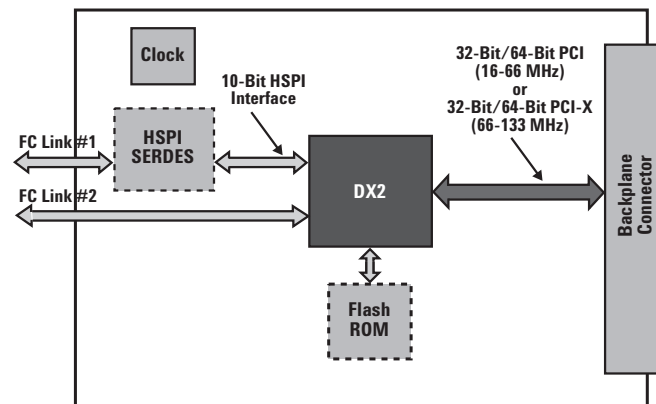 Clock
10-Bit HSPI
Interface
32-Bit/64-Bit PCI
(16-66 MHz)
or
32-Bit/64-Bit PCI-X
(66-133 MHz)
FC Link #1
HSPI
SERDES
FC Link #2
DX2
Backplane
Connector
Flash
ROM